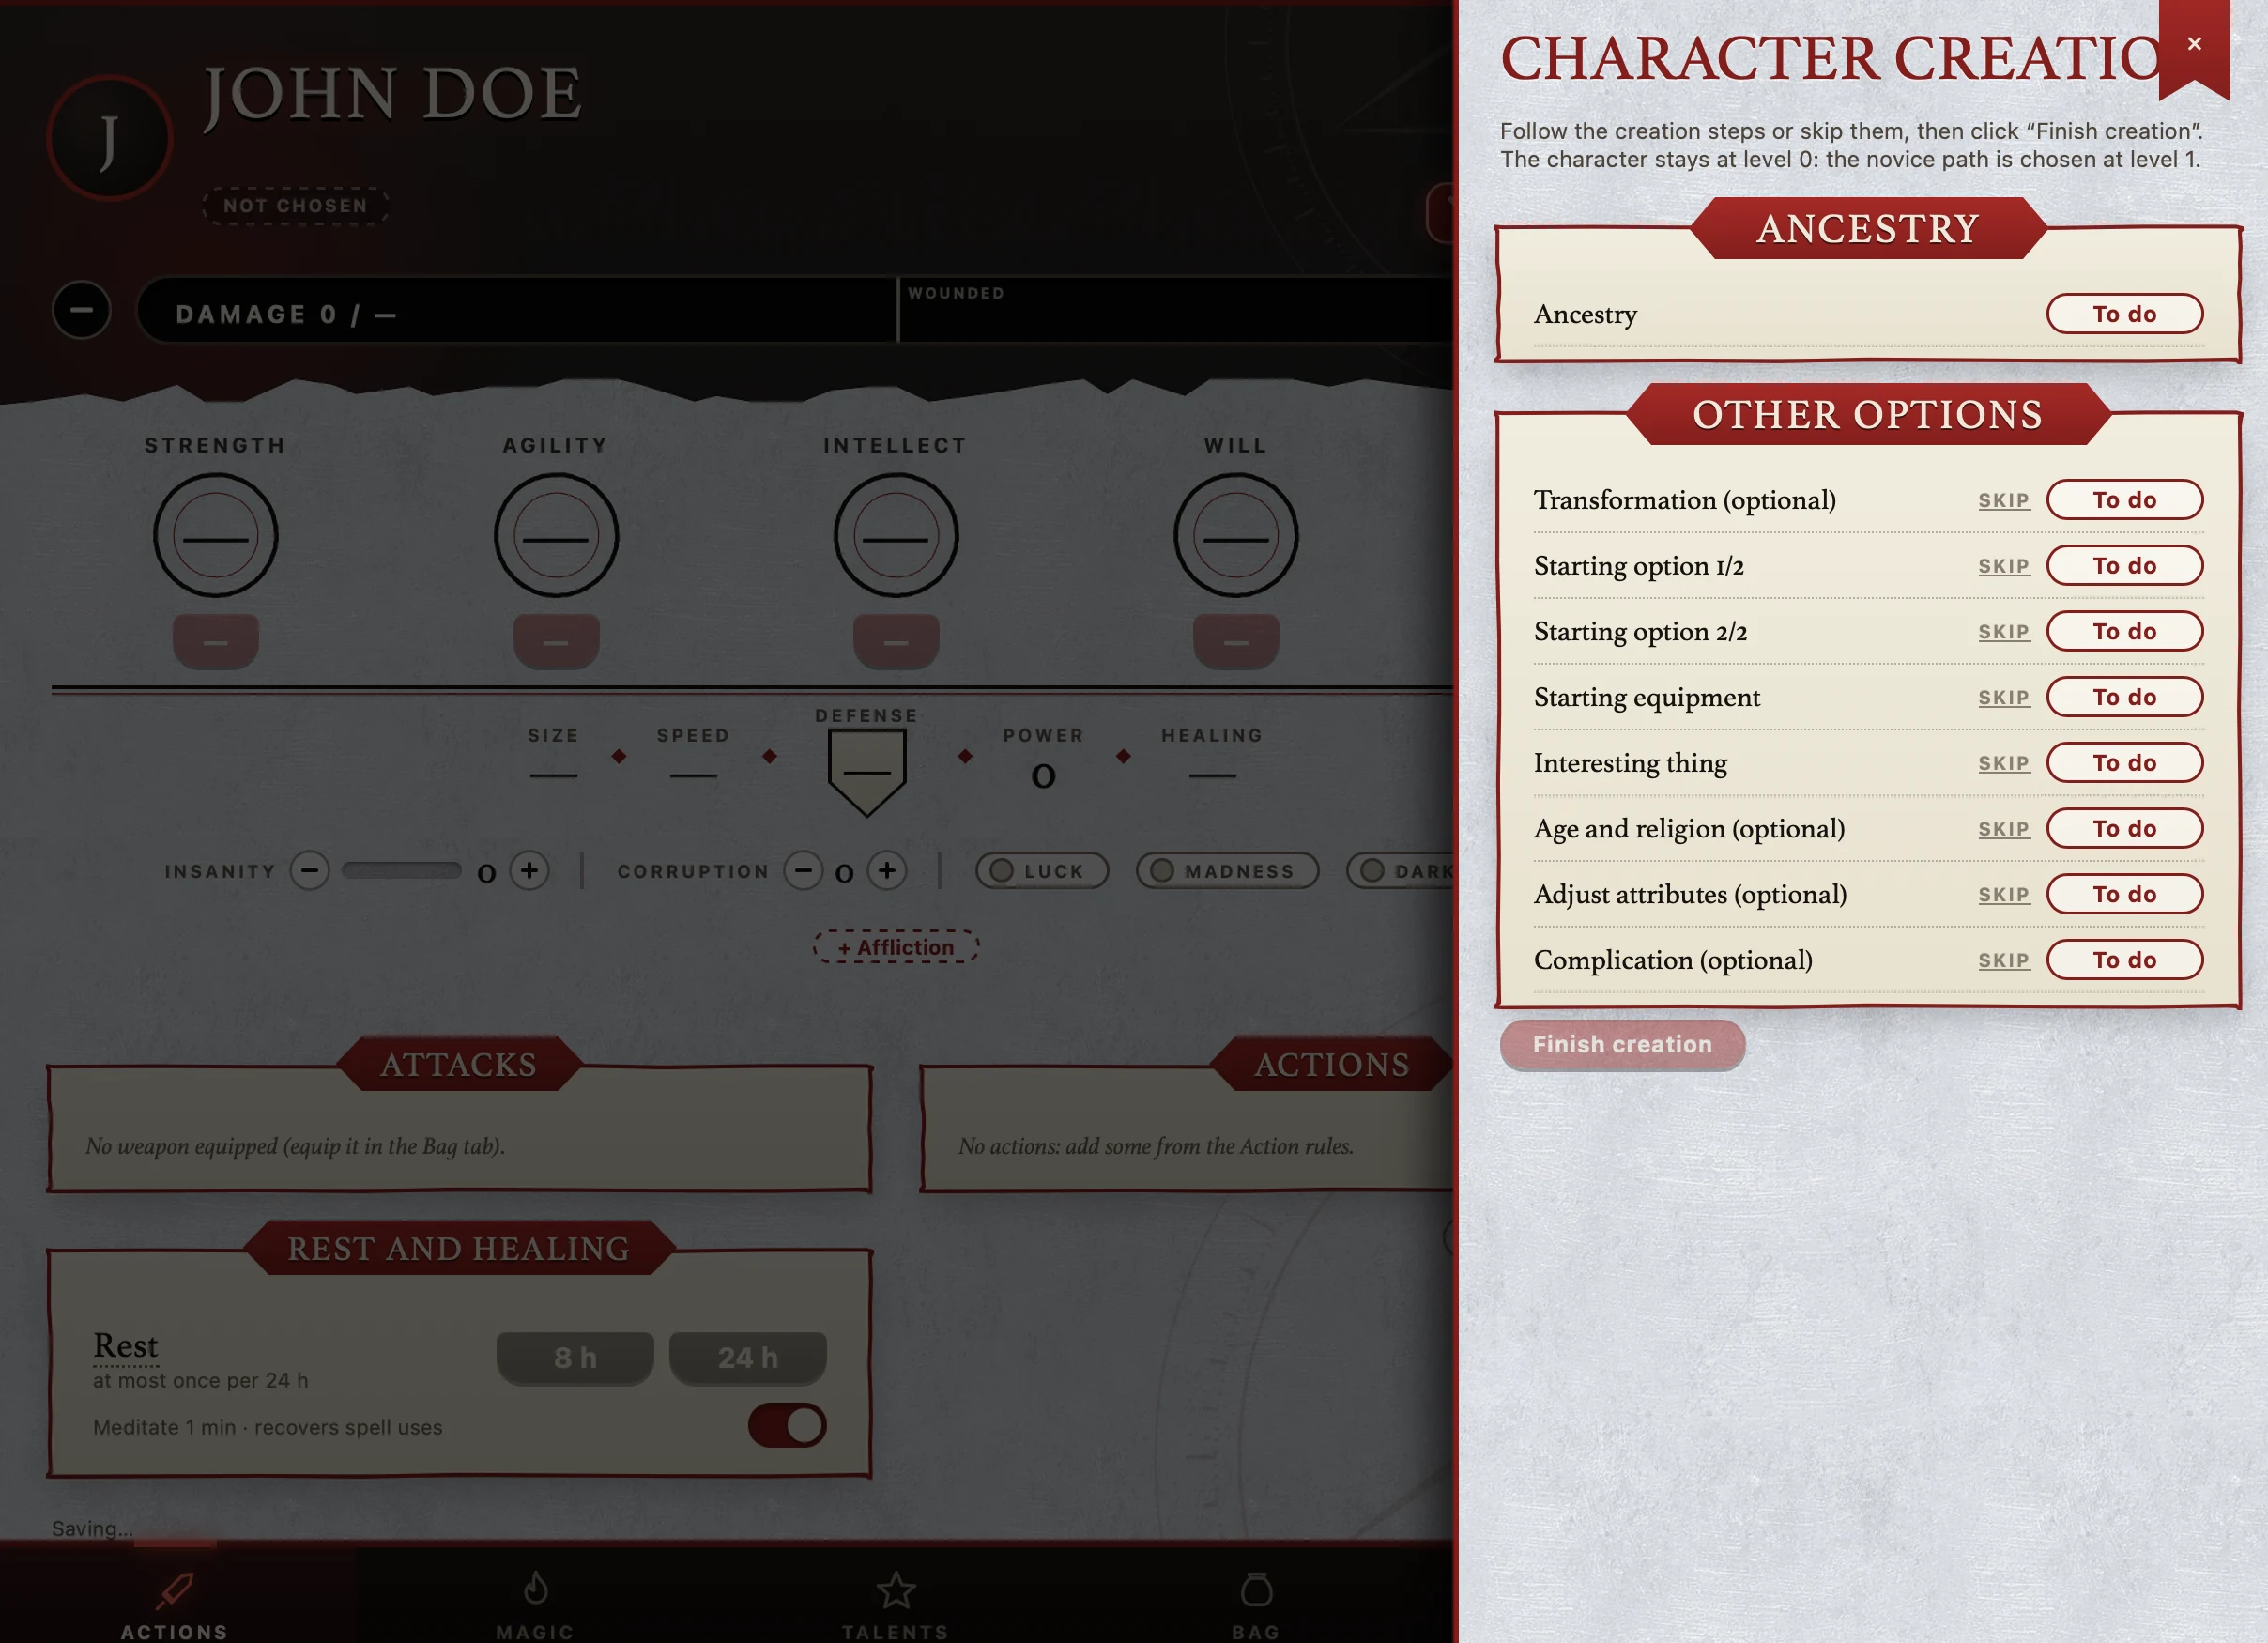 JOHN DOE
J
NOT CHOSEN
DAMAGE 0 / —
WOUNDED
STRENGTH
AGILITY
INTELLECT
WILL
—
—
—
—
—
—
—
—
SIZE
SPEED
DEFENSE
POWER
HEALING
—
—
—
0
—
INSANITY
−
0
+
CORRUPTION
−
0
+
LUCK
MADNESS
DARK
+ Affliction
ATTACKS
No weapon equipped (equip it in the Bag tab).
ACTIONS
No actions: add some from the Action rules.
REST AND HEALING
Rest
at most once per 24 h
8 h
24 h
Meditate 1 min · recovers spell uses
Saving...
ACTIONS
MAGIC
TALENTS
BAG
CHARACTER CREATIO
×
Follow the creation steps or skip them, then click “Finish creation”.
The character stays at level 0: the novice path is chosen at level 1.
ANCESTRY
Ancestry
To do
OTHER OPTIONS
Transformation (optional) SKIP To do
Starting option 1/2 SKIP To do
Starting option 2/2 SKIP To do
Starting equipment SKIP To do
Interesting thing SKIP To do
Age and religion (optional) SKIP To do
Adjust attributes (optional) SKIP To do
Complication (optional) SKIP To do
Finish creation